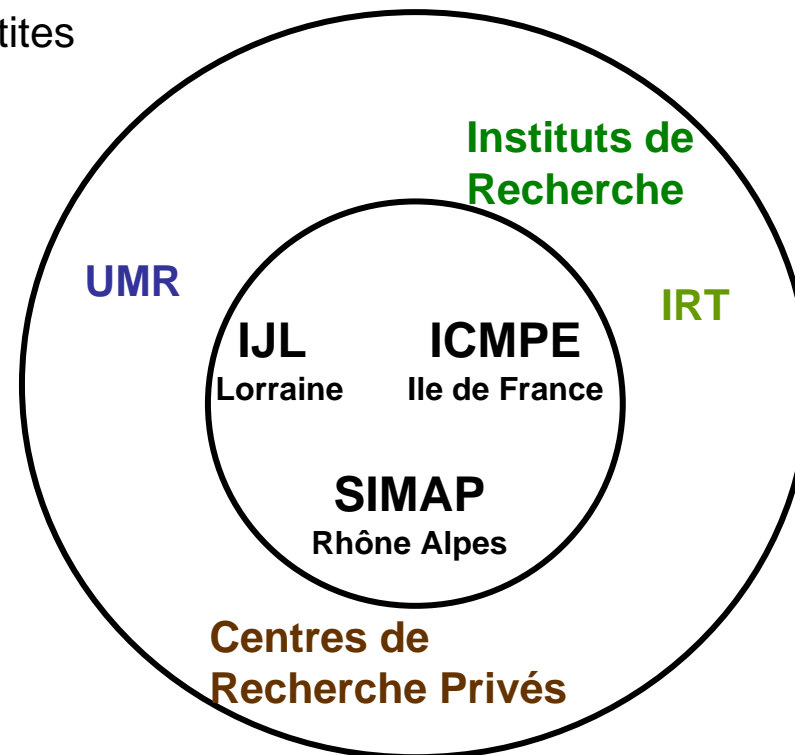 tites
Instituts de
Recherche
UMR
IRT
IJL
Lorraine
ICMPE
Ile de France
SIMAP
Rhône Alpes
Centres de
Recherche Privés